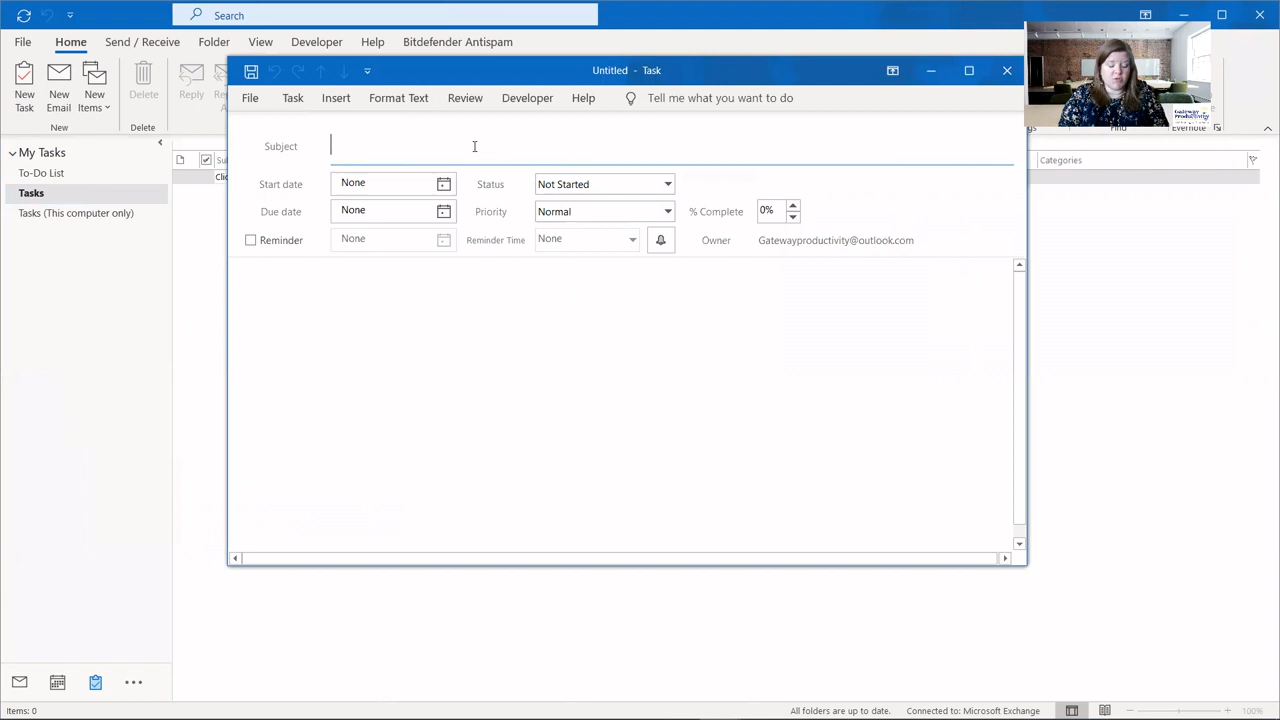 Search
File Home Send / Receive Folder View Developer Help Bitdefender Antispam
New Task
New Email
New Items
Delete
Reply
New
Delete
Find
Evernote
Gateway Productivity
Untitled - Task
File Task Insert Format Text Review Developer Help Tell me what you want to do
Subject
Start date None Status Not Started
Due date None Priority Normal % Complete 0%
Reminder None Reminder Time None Owner Gatewayproductivity@outlook.com
My Tasks
To-Do List
Tasks
Tasks (This computer only)
Categories
Items: 0
All folders are up to date. Connected to: Microsoft Exchange 100%